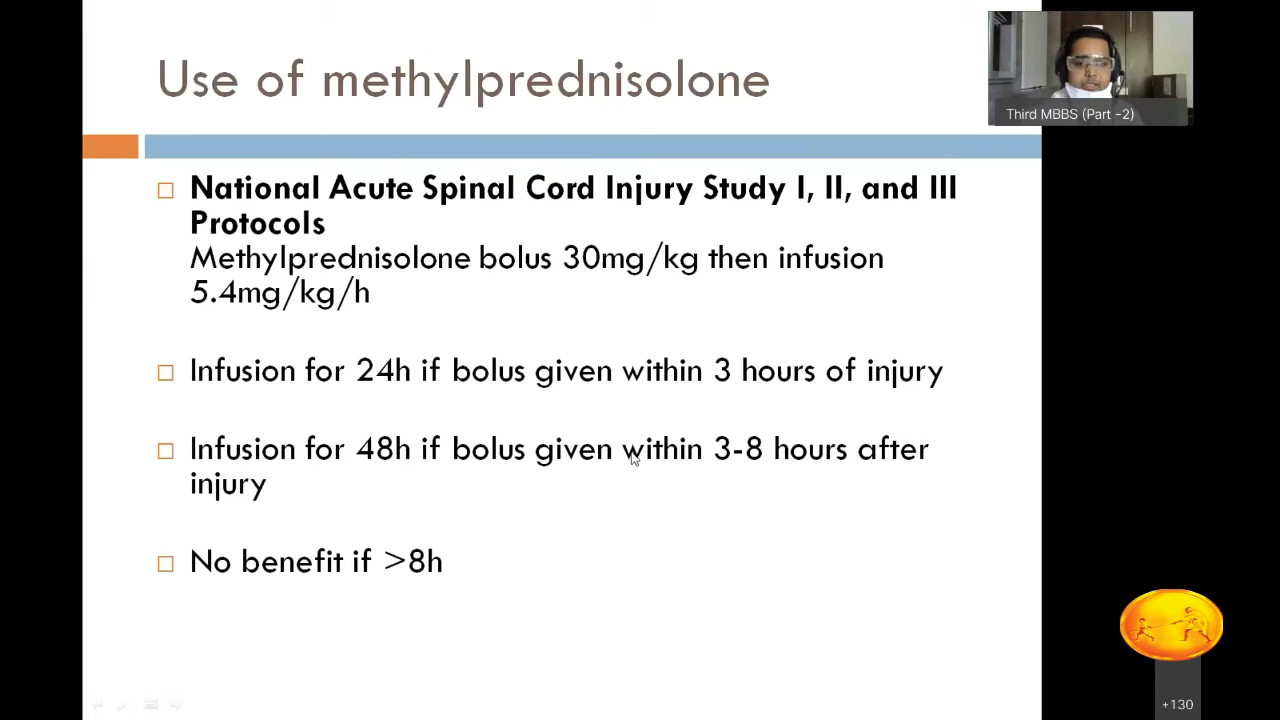 Use of methylprednisolone
Third MBBS (Part -2)
National Acute Spinal Cord Injury Study I, II, and III
Protocols
Methylprednisolone bolus 30mg/kg then infusion
5.4mg/kg/h
Infusion for 24h if bolus given within 3 hours of injury
Infusion for 48h if bolus given within 3-8 hours after
injury
No benefit if >8h
+130